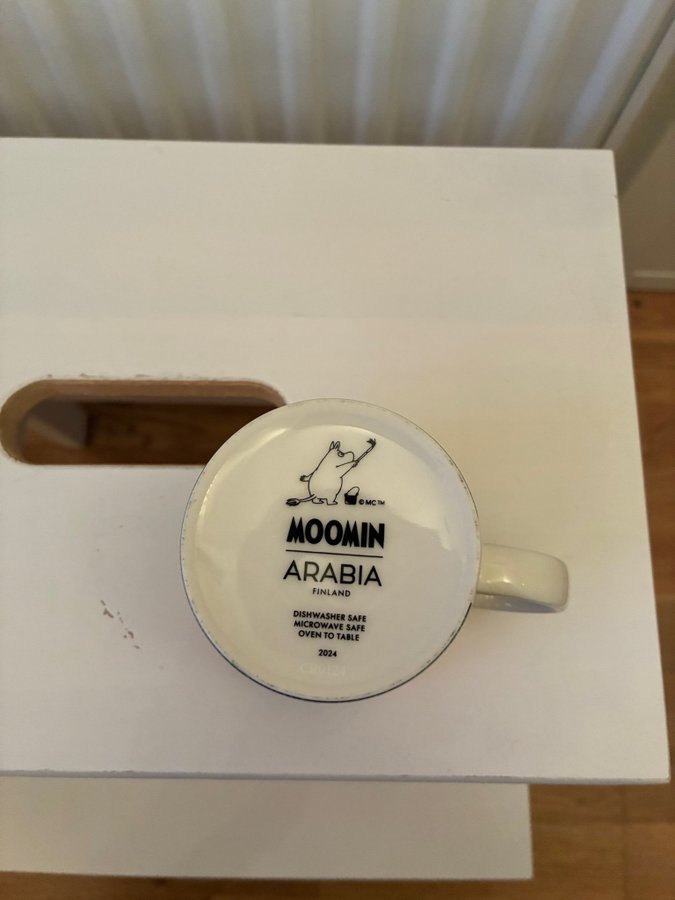 © MC™
MOOMIN
ARABIA
FINLAND
DISHWASHER SAFE
MICROWAVE SAFE
OVEN TO TABLE
2024